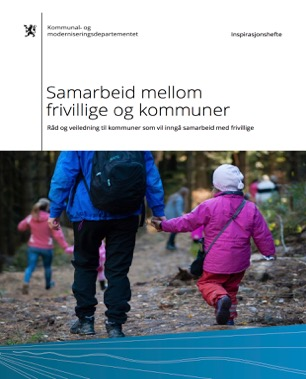 Kommunal- og
moderniseringsdepartementet
Inspirasjonshefte
Samarbeid mellom
frivillige og kommuner
Råd og veiledning til kommuner som vil inngå samarbeid med frivillige